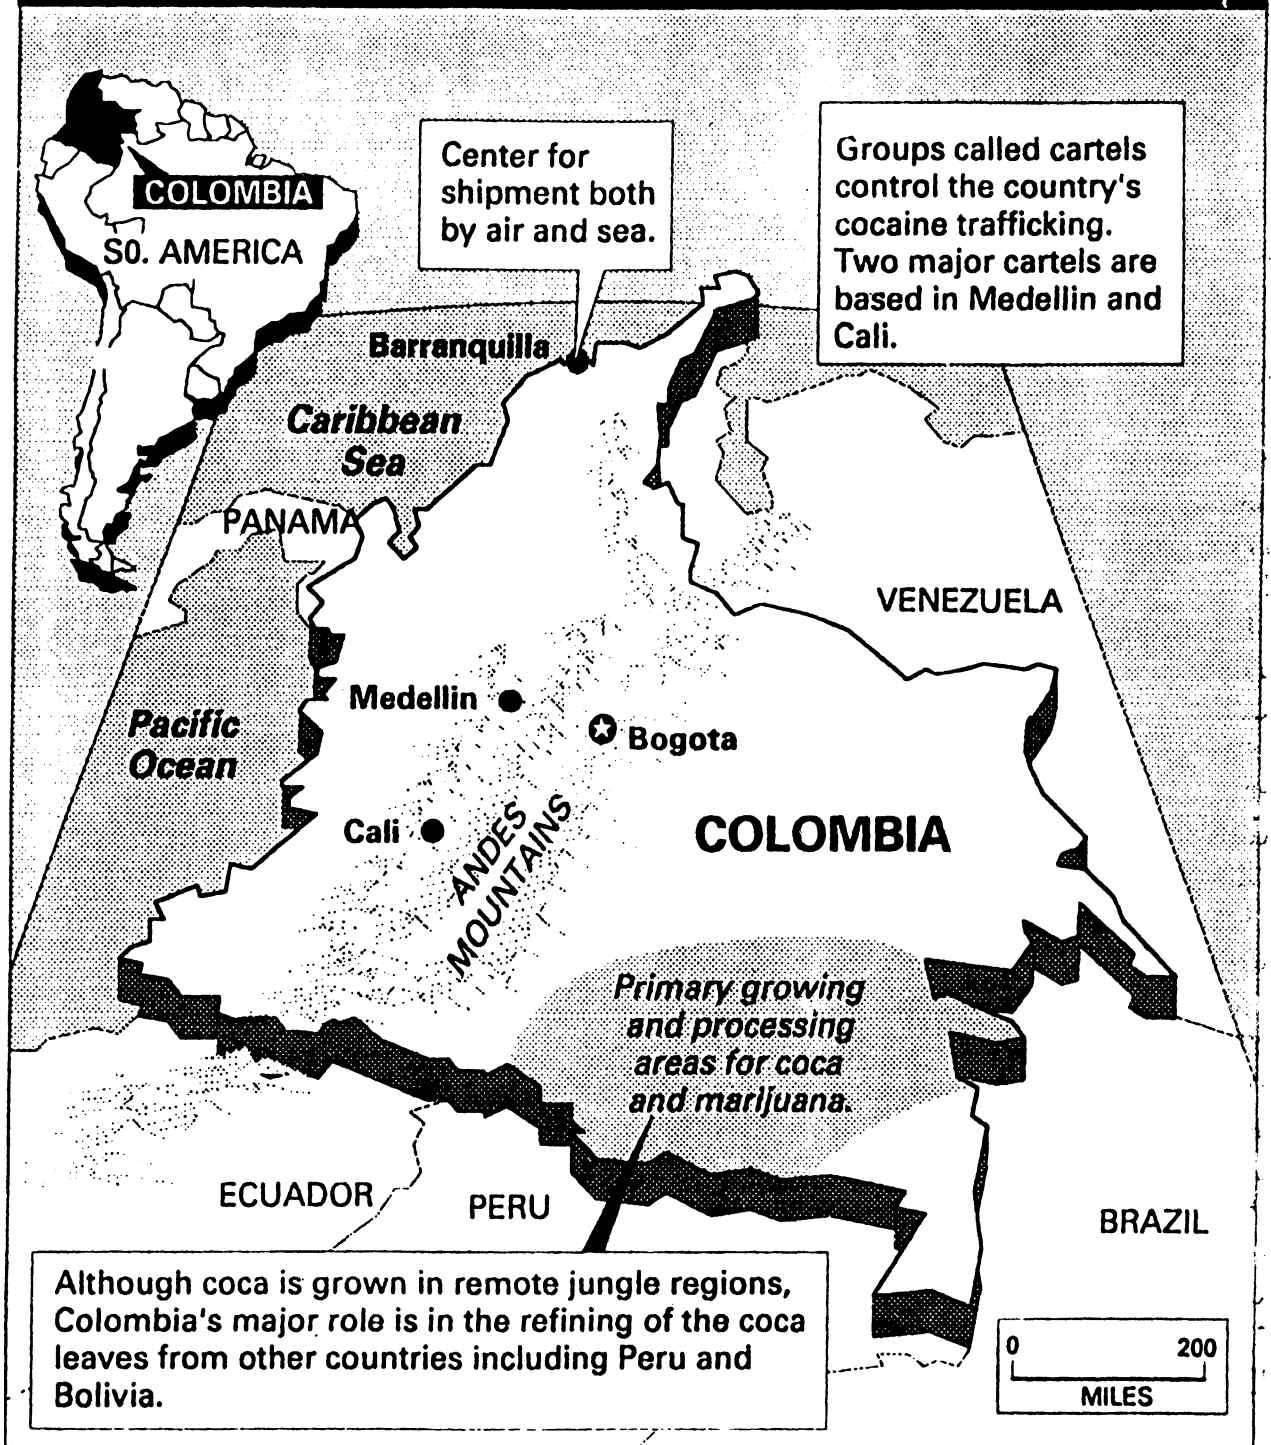 COLOMBIA
SO. AMERICA
Center for
shipment both
by air and sea.
Groups called cartels
control the country's
cocaine trafficking.
Two major cartels are
based in Medellin and
Cali.
Barranquilla
Caribbean
Sea
PANAMA
VENEZUELA
Medellin
Bogota
Pacific
Ocean
Cali
ANDES
MOUNTAINS
COLOMBIA
Primary growing
and processing
areas for coca
and marijuana.
ECUADOR
PERU
BRAZIL
Although coca is grown in remote jungle regions,
Colombia's major role is in the refining of the coca
leaves from other countries including Peru and
Bolivia.
0 200
MILES